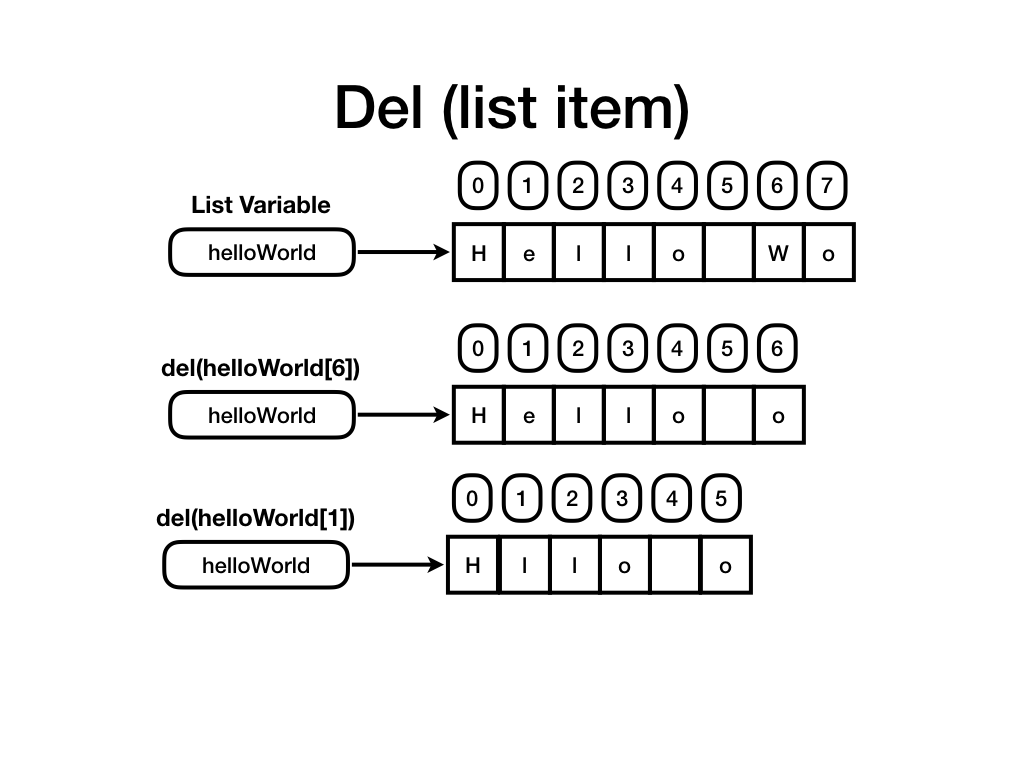 Del (list item)
0 1 2 3 4 5 6 7
List Variable
helloWorld
H e l l o W o
0 1 2 3 4 5 6
del(helloWorld[6])
helloWorld
H e l l o o
0 1 2 3 4 5
del(helloWorld[1])
helloWorld
H l l o o